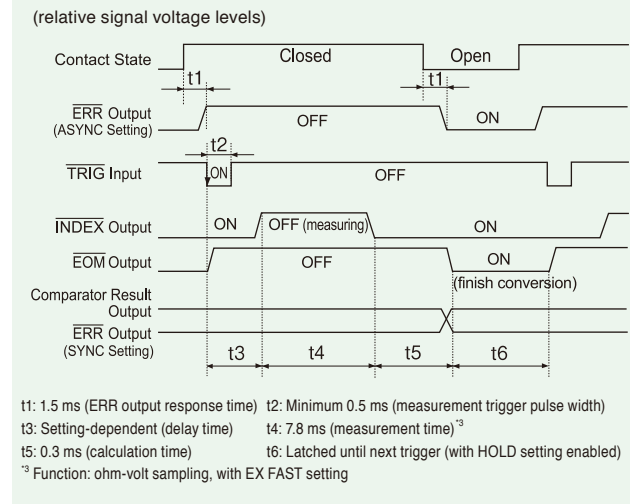 (relative signal voltage levels)
Contact State
Closed
Open
t1
t1
ERR Output
(ASYNC Setting)
OFF
ON
t2
TRIG Input
ON
OFF
INDEX Output
ON
OFF (measuring)
ON
EOM Output
OFF
ON
(finish conversion)
Comparator Result
Output
ERR Output
(SYNC Setting)
t3
t4
t5
t6
t1: 1.5 ms (ERR output response time) t2: Minimum 0.5 ms (measurement trigger pulse width)
t3: Setting-dependent (delay time) t4: 7.8 ms (measurement time)*3
t5: 0.3 ms (calculation time) t6: Latched until next trigger (with HOLD setting enabled)
*3 Function: ohm-volt sampling, with EX FAST setting